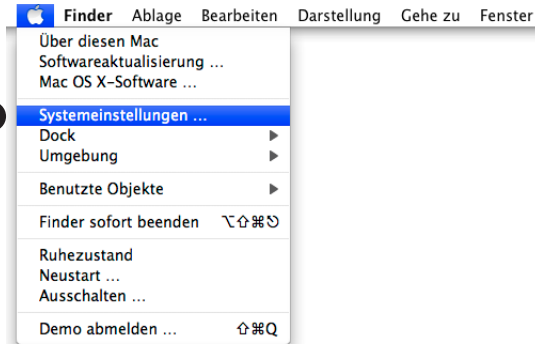 Finder Ablage Bearbeiten Darstellung Gehe zu Fenster
Über diesen Mac
Softwareaktualisierung ...
Mac OS X-Software ...
Systemeinstellungen ...
Dock
Umgebung
Benutzte Objekte
Finder sofort beenden ⌥⇧⌘⎋
Ruhezustand
Neustart ...
Ausschalten ...
Demo abmelden ... ⇧⌘Q